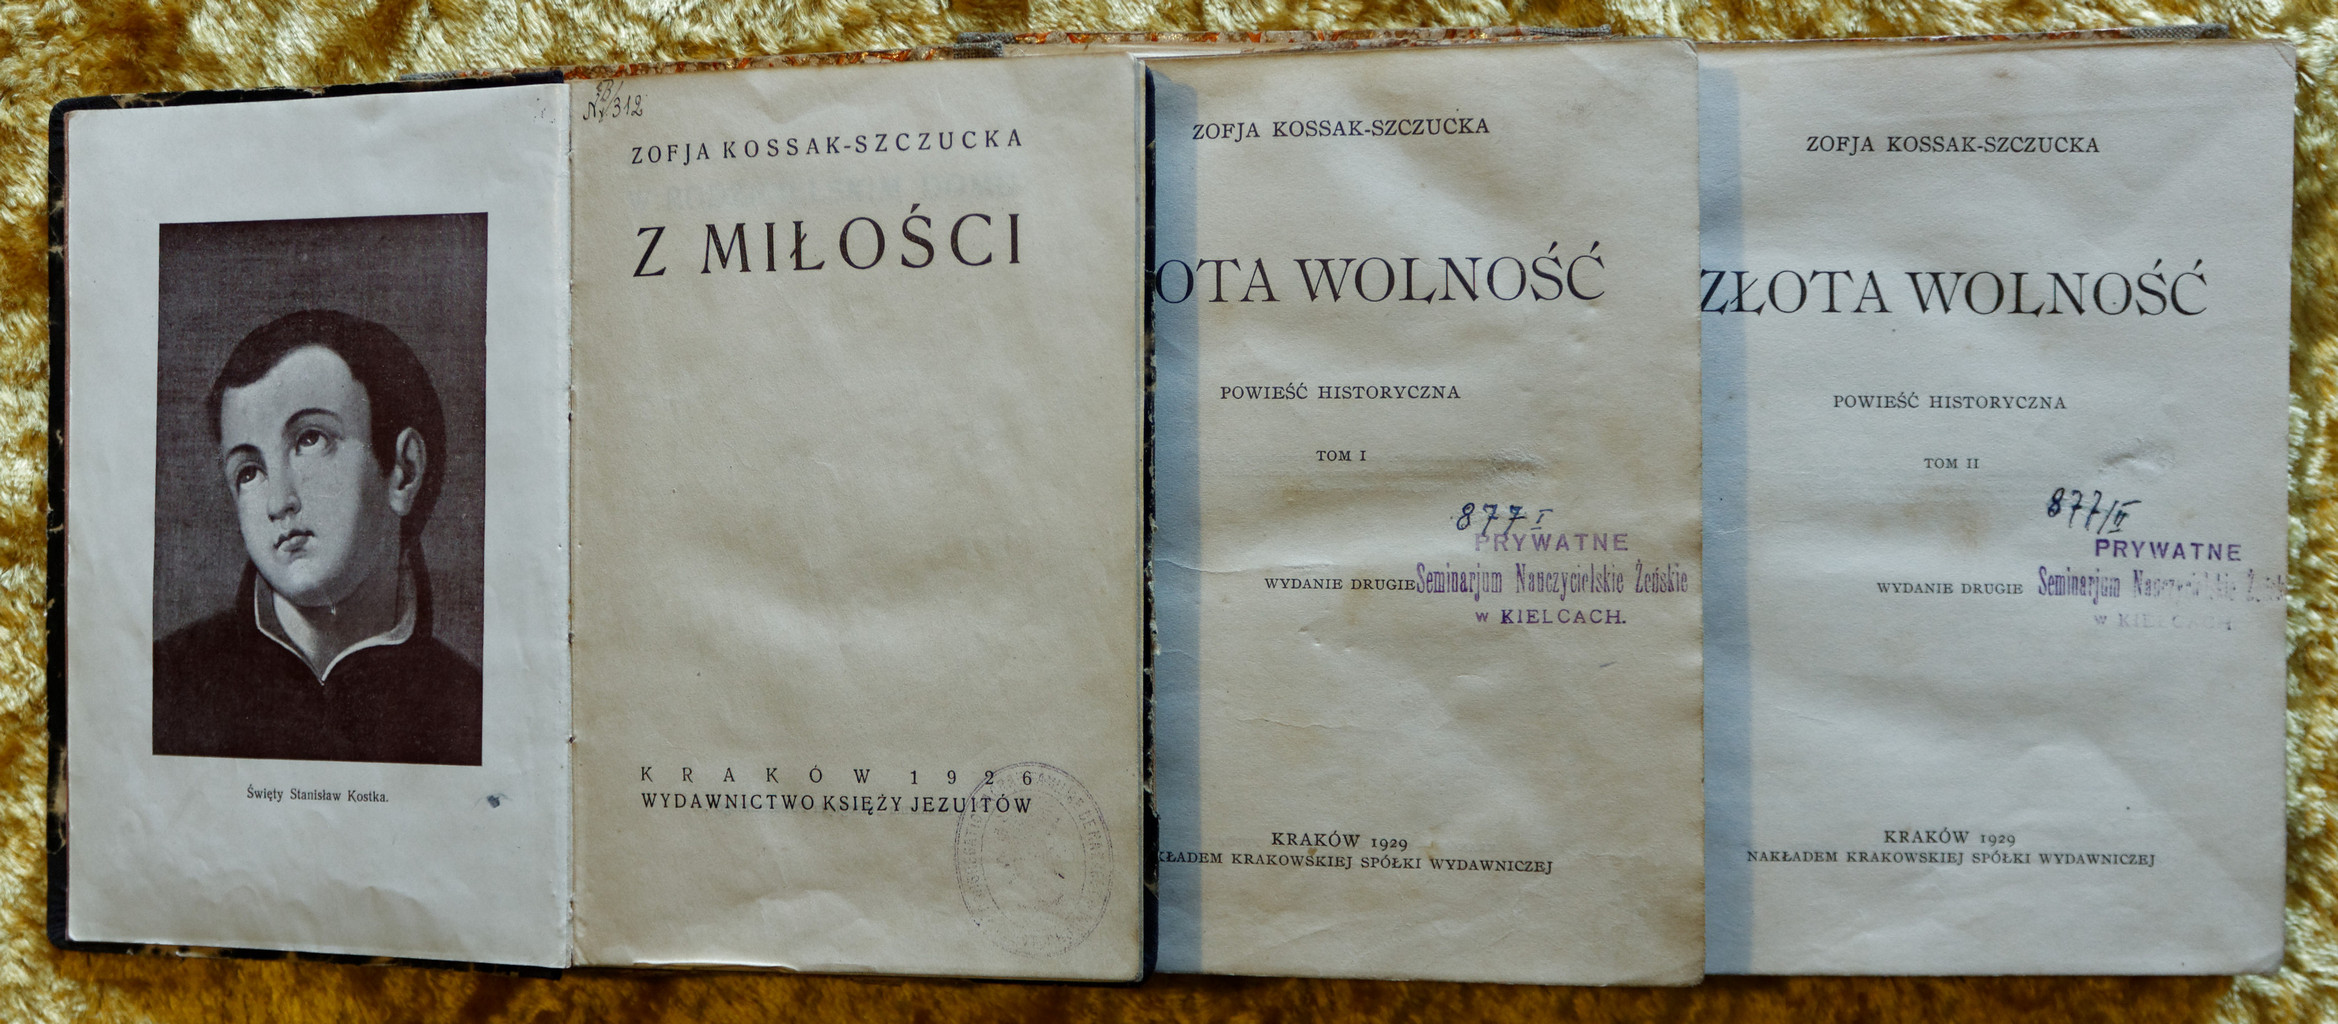 Nr. 312
ZOFJA KOSSAK-SZCZUCKA
Z MIŁOŚCI
KRAKÓW 1926
WYDAWNICTWO KSIĘŻY JEZUITÓW
Święty Stanisław Kostka.
ZOFJA KOSSAK-SZCZUCKA
OTA WOLNOŚĆ
POWIEŚĆ HISTORYCZNA
TOM I
877 I
PRYWATNE
WYDANIE DRUGIE
Seminarjum Nauczycielskie Żeńskie
w KIELCACH.
KRAKÓW 1929
KŁADEM KRAKOWSKIEJ SPÓŁKI WYDAWNICZEJ
ZOFJA KOSSAK-SZCZUCKA
ZŁOTA WOLNOŚĆ
POWIEŚĆ HISTORYCZNA
TOM II
877/II
PRYWATNE
WYDANIE DRUGIE
Seminarjum Nauczycielskie
w KIELCACH
KRAKÓW 1929
NAKŁADEM KRAKOWSKIEJ SPÓŁKI WYDAWNICZEJ